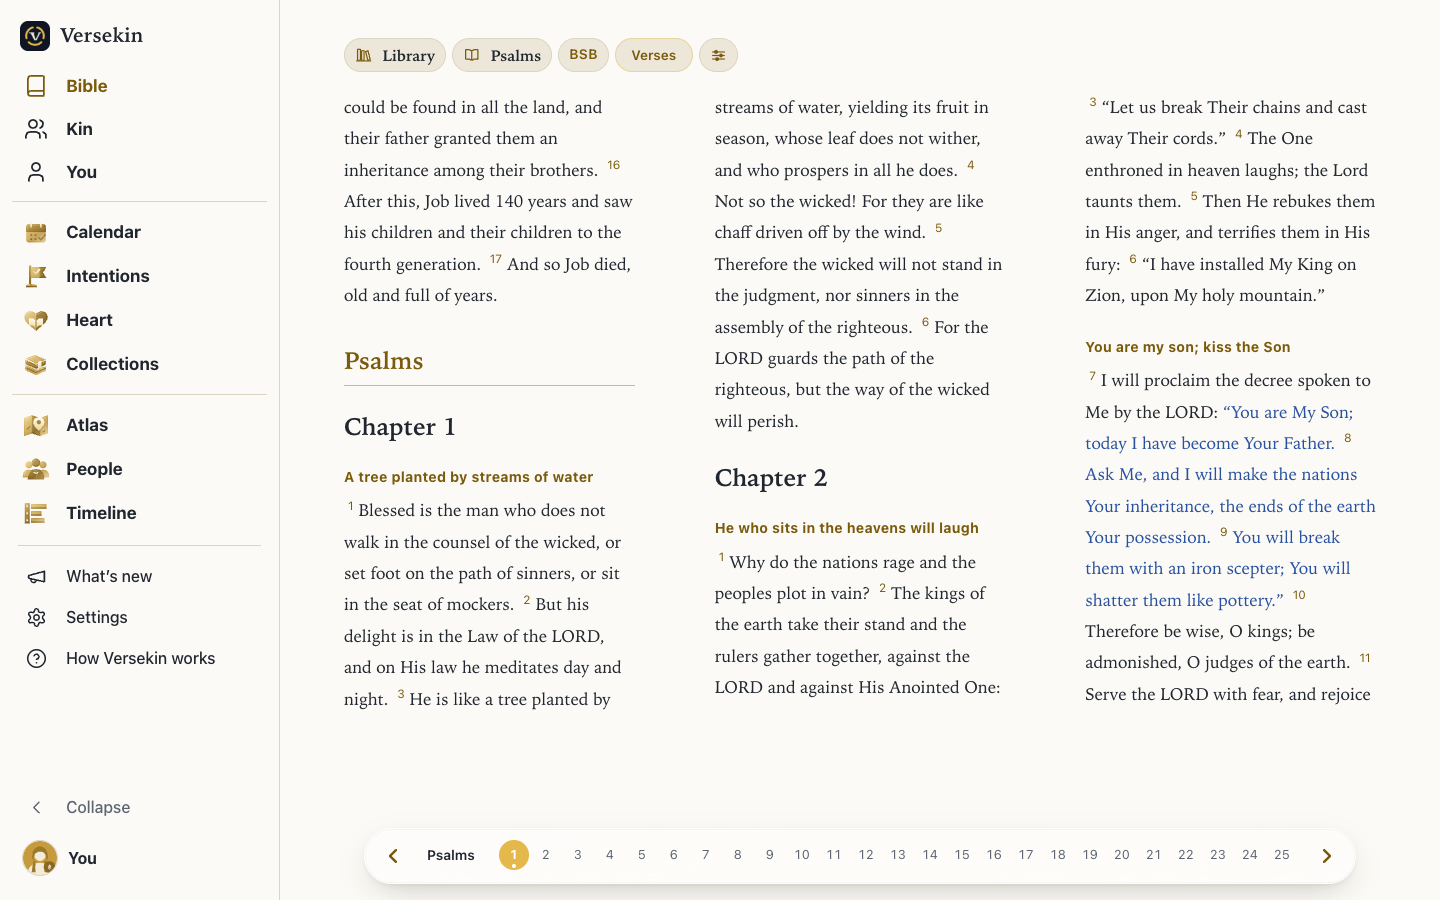 Versekin
Bible
Kin
You
Calendar
Intentions
Heart
Collections
Atlas
People
Timeline
What's new
Settings
How Versekin works
Collapse
You
Library
Psalms
BSB
Verses
could be found in all the land, and
their father granted them an
inheritance among their brothers. 16
After this, Job lived 140 years and saw
his children and their children to the
fourth generation. 17 And so Job died,
old and full of years.
Psalms
Chapter 1
A tree planted by streams of water
1 Blessed is the man who does not
walk in the counsel of the wicked, or
set foot on the path of sinners, or sit
in the seat of mockers. 2 But his
delight is in the Law of the LORD,
and on His law he meditates day and
night. 3 He is like a tree planted by
streams of water, yielding its fruit in
season, whose leaf does not wither,
and who prospers in all he does. 4
Not so the wicked! For they are like
chaff driven off by the wind. 5
Therefore the wicked will not stand in
the judgment, nor sinners in the
assembly of the righteous. 6 For the
LORD guards the path of the
righteous, but the way of the wicked
will perish.
Chapter 2
He who sits in the heavens will laugh
1 Why do the nations rage and the
peoples plot in vain? 2 The kings of
the earth take their stand and the
rulers gather together, against the
LORD and against His Anointed One:
3 “Let us break Their chains and cast
away Their cords.” 4 The One
enthroned in heaven laughs; the Lord
taunts them. 5 Then He rebukes them
in His anger, and terrifies them in His
fury: 6 “I have installed My King on
Zion, upon My holy mountain.”
You are my son; kiss the Son
7 I will proclaim the decree spoken to
Me by the LORD: “You are My Son;
today I have become Your Father. 8
Ask Me, and I will make the nations
Your inheritance, the ends of the earth
Your possession. 9 You will break
them with an iron scepter; You will
shatter them like pottery.” 10
Therefore be wise, O kings; be
admonished, O judges of the earth. 11
Serve the LORD with fear, and rejoice
Psalms 1 2 3 4 5 6 7 8 9 10 11 12 13 14 15 16 17 18 19 20 21 22 23 24 25